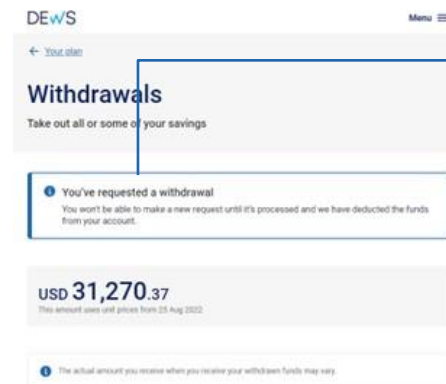 DEWS
Menu
Your plan
Withdrawals
Take out all or some of your savings
You've requested a withdrawal
You won't be able to make a new request until it's processed and we have deducted the funds
from your account.
USD 31,270.37
This amount uses unit prices from 25 Aug 2022
The actual amount you receive when you receive your withdrawn funds may vary.